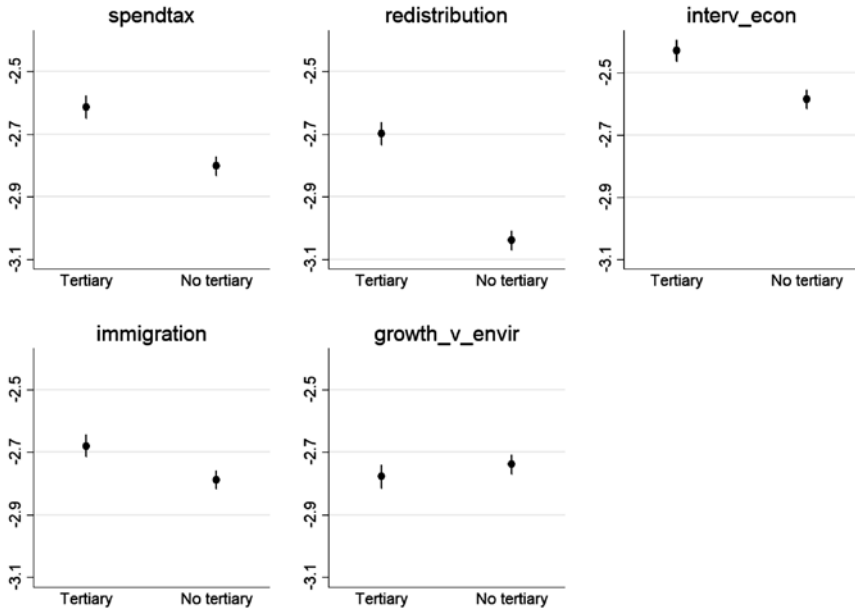 spendtax
redistribution
interv_econ
-2.5
-2.7
-2.9
-3.1
Tertiary No tertiary
-2.5
-2.7
-2.9
-3.1
Tertiary No tertiary
-2.5
-2.7
-2.9
-3.1
Tertiary No tertiary
immigration
growth_v_envir
-2.5
-2.7
-2.9
-3.1
Tertiary No tertiary
-2.5
-2.7
-2.9
-3.1
Tertiary No tertiary